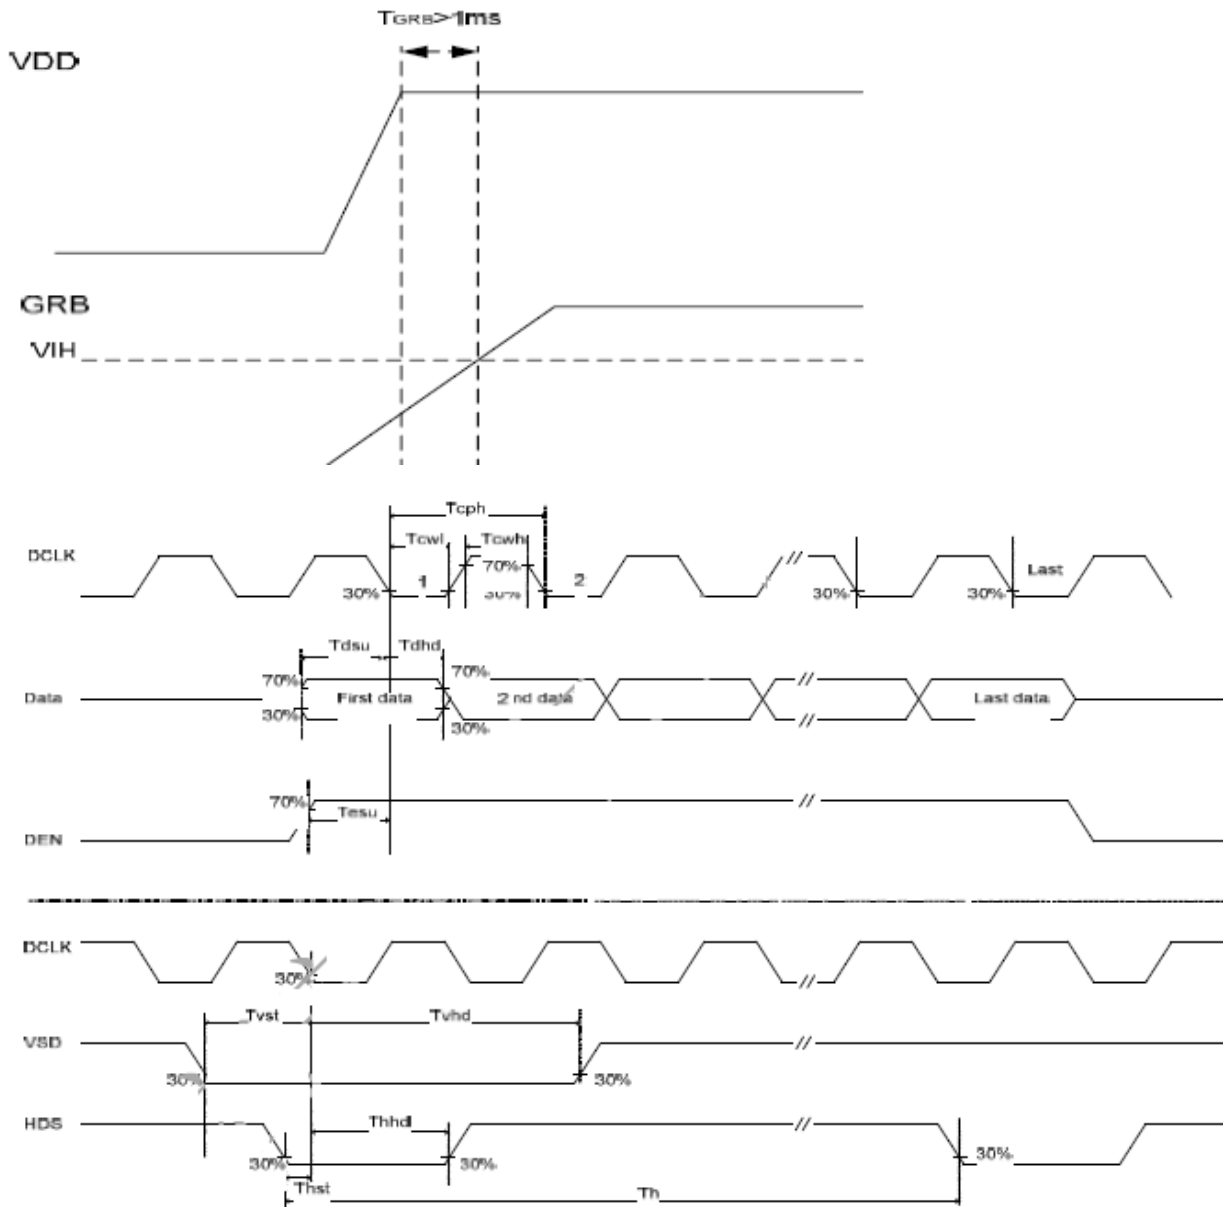 TGRB>1ms
VDD
GRB
VIH
Tcph
Tcwl Tcwh
DCLK
70%
30% 1 30% 2 30% 30% Last
Tdsu Tdhd
70% 70%
Data First data 2 nd data // Last data
30% 30%
70% //
Tesu
DEN
DCLK
30% //
Tvst Tvhd
VSD //
30% 30%
HDS Thhd //
30% 30% 30%
Thst Th